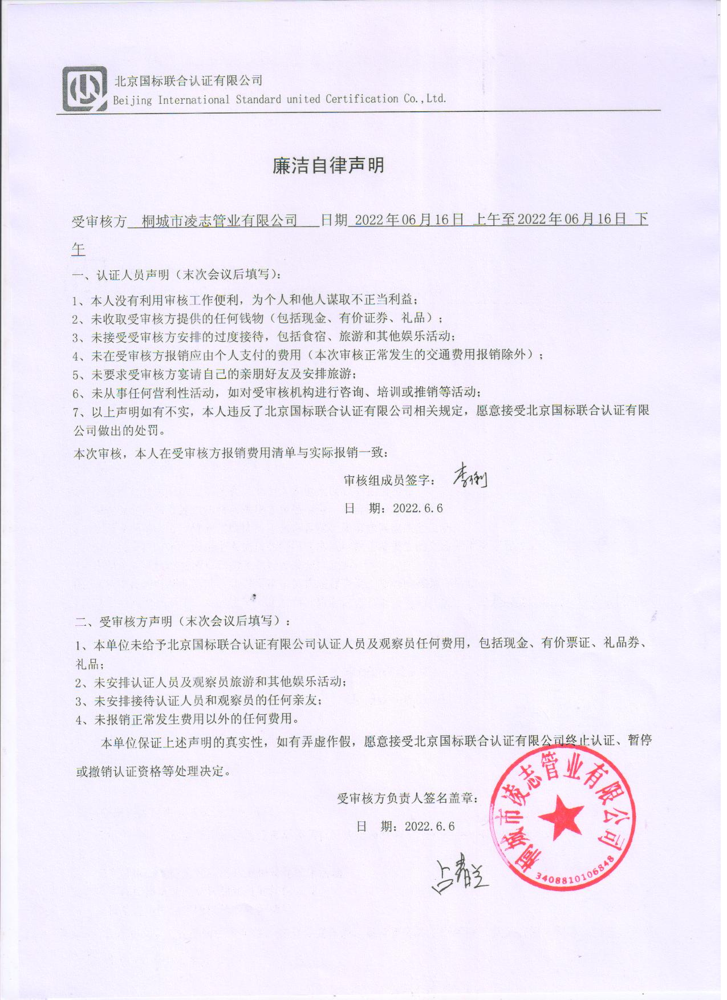 北京国标联合认证有限公司
Beijing International Standard united Certification Co.,Ltd.
廉洁自律声明
受审核方 桐城市凌志管业有限公司 日期 2022年06月16日 上午至2022年06月16日 下
午
一、认证人员声明（末次会议后填写）：
1、本人没有利用审核工作便利，为个人和他人谋取不正当利益；
2、未收取受审核方提供的任何钱物（包括现金、有价证券、礼品）；
3、未接受受审核方安排的过度接待，包括食宿、旅游和其他娱乐活动；
4、未在受审核方报销应由个人支付的费用（本次审核正常发生的交通费用报销除外）；
5、未要求受审核方宴请自己的亲朋好友及安排旅游；
6、未从事任何营利性活动，如对受审核机构进行咨询、培训或推销等活动；
7、以上声明如有不实，本人违反了北京国标联合认证有限公司相关规定，愿意接受北京国标联合认证有限
公司做出的处罚。
本次审核，本人在受审核方报销费用清单与实际报销一致：
审核组成员签字： 李俐
日 期：2022.6.6
二、受审核方声明（末次会议后填写）：
1、本单位未给予北京国标联合认证有限公司认证人员及观察员任何费用，包括现金、有价票证、礼品券、
礼品；
2、未安排认证人员及观察员旅游和其他娱乐活动；
3、未安排接待认证人员和观察员的任何亲友；
4、未报销正常发生费用以外的任何费用。
本单位保证上述声明的真实性，如有弄虚作假，愿意接受北京国标联合认证有限公司终止认证、暂停
或撤销认证资格等处理决定。
受审核方负责人签名盖章：
日 期：2022.6.6
占春兰
桐城市凌志管业有限公司
3408810106848